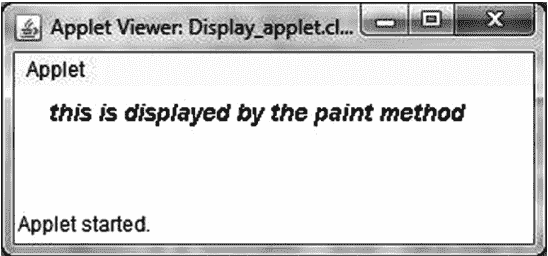 Applet Viewer: Display_applet.cl...
Applet
this is displayed by the paint method
Applet started.